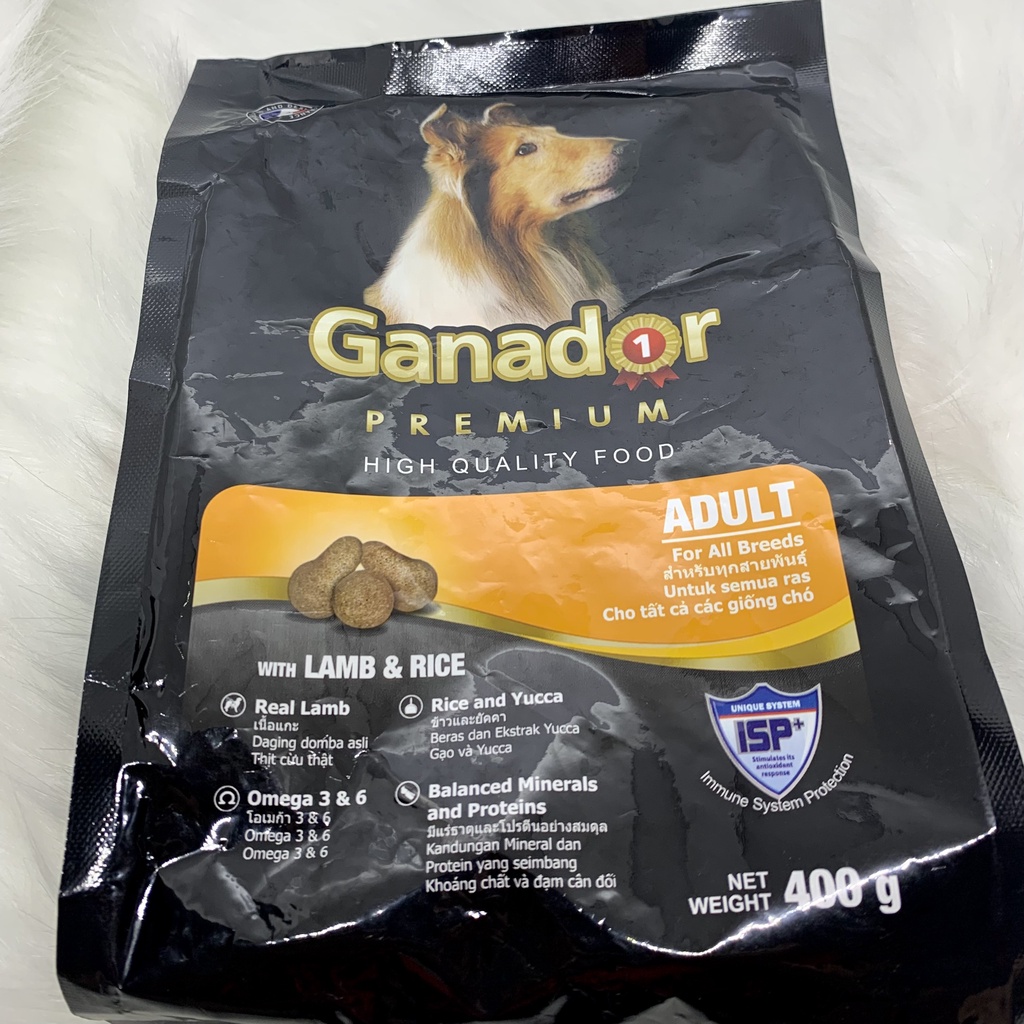 Ganador
1
PREMIUM
HIGH QUALITY FOOD
ADULT
For All Breeds
สำหรับทุกสายพันธุ์
Untuk semua ras
Cho tất cả các giống chó
WITH LAMB & RICE
Real Lamb
เนื้อแกะ
Daging domba asli
Thịt cừu thật
Rice and Yucca
ข้าวและยัคคา
Beras dan Ekstrak Yucca
Gạo và Yucca
Omega 3 & 6
โอเมก้า 3 & 6
Omega 3 & 6
Omega 3 & 6
Balanced Minerals
and Proteins
มีแร่ธาตุและโปรตีนอย่างสมดุล
Kandungan Mineral dan
Protein yang seimbang
Khoáng chất và đạm cân đối
UNIQUE SYSTEM
ISP+
Stimulates its
antioxidant
response
Immune System Protection
NET
WEIGHT 400 g